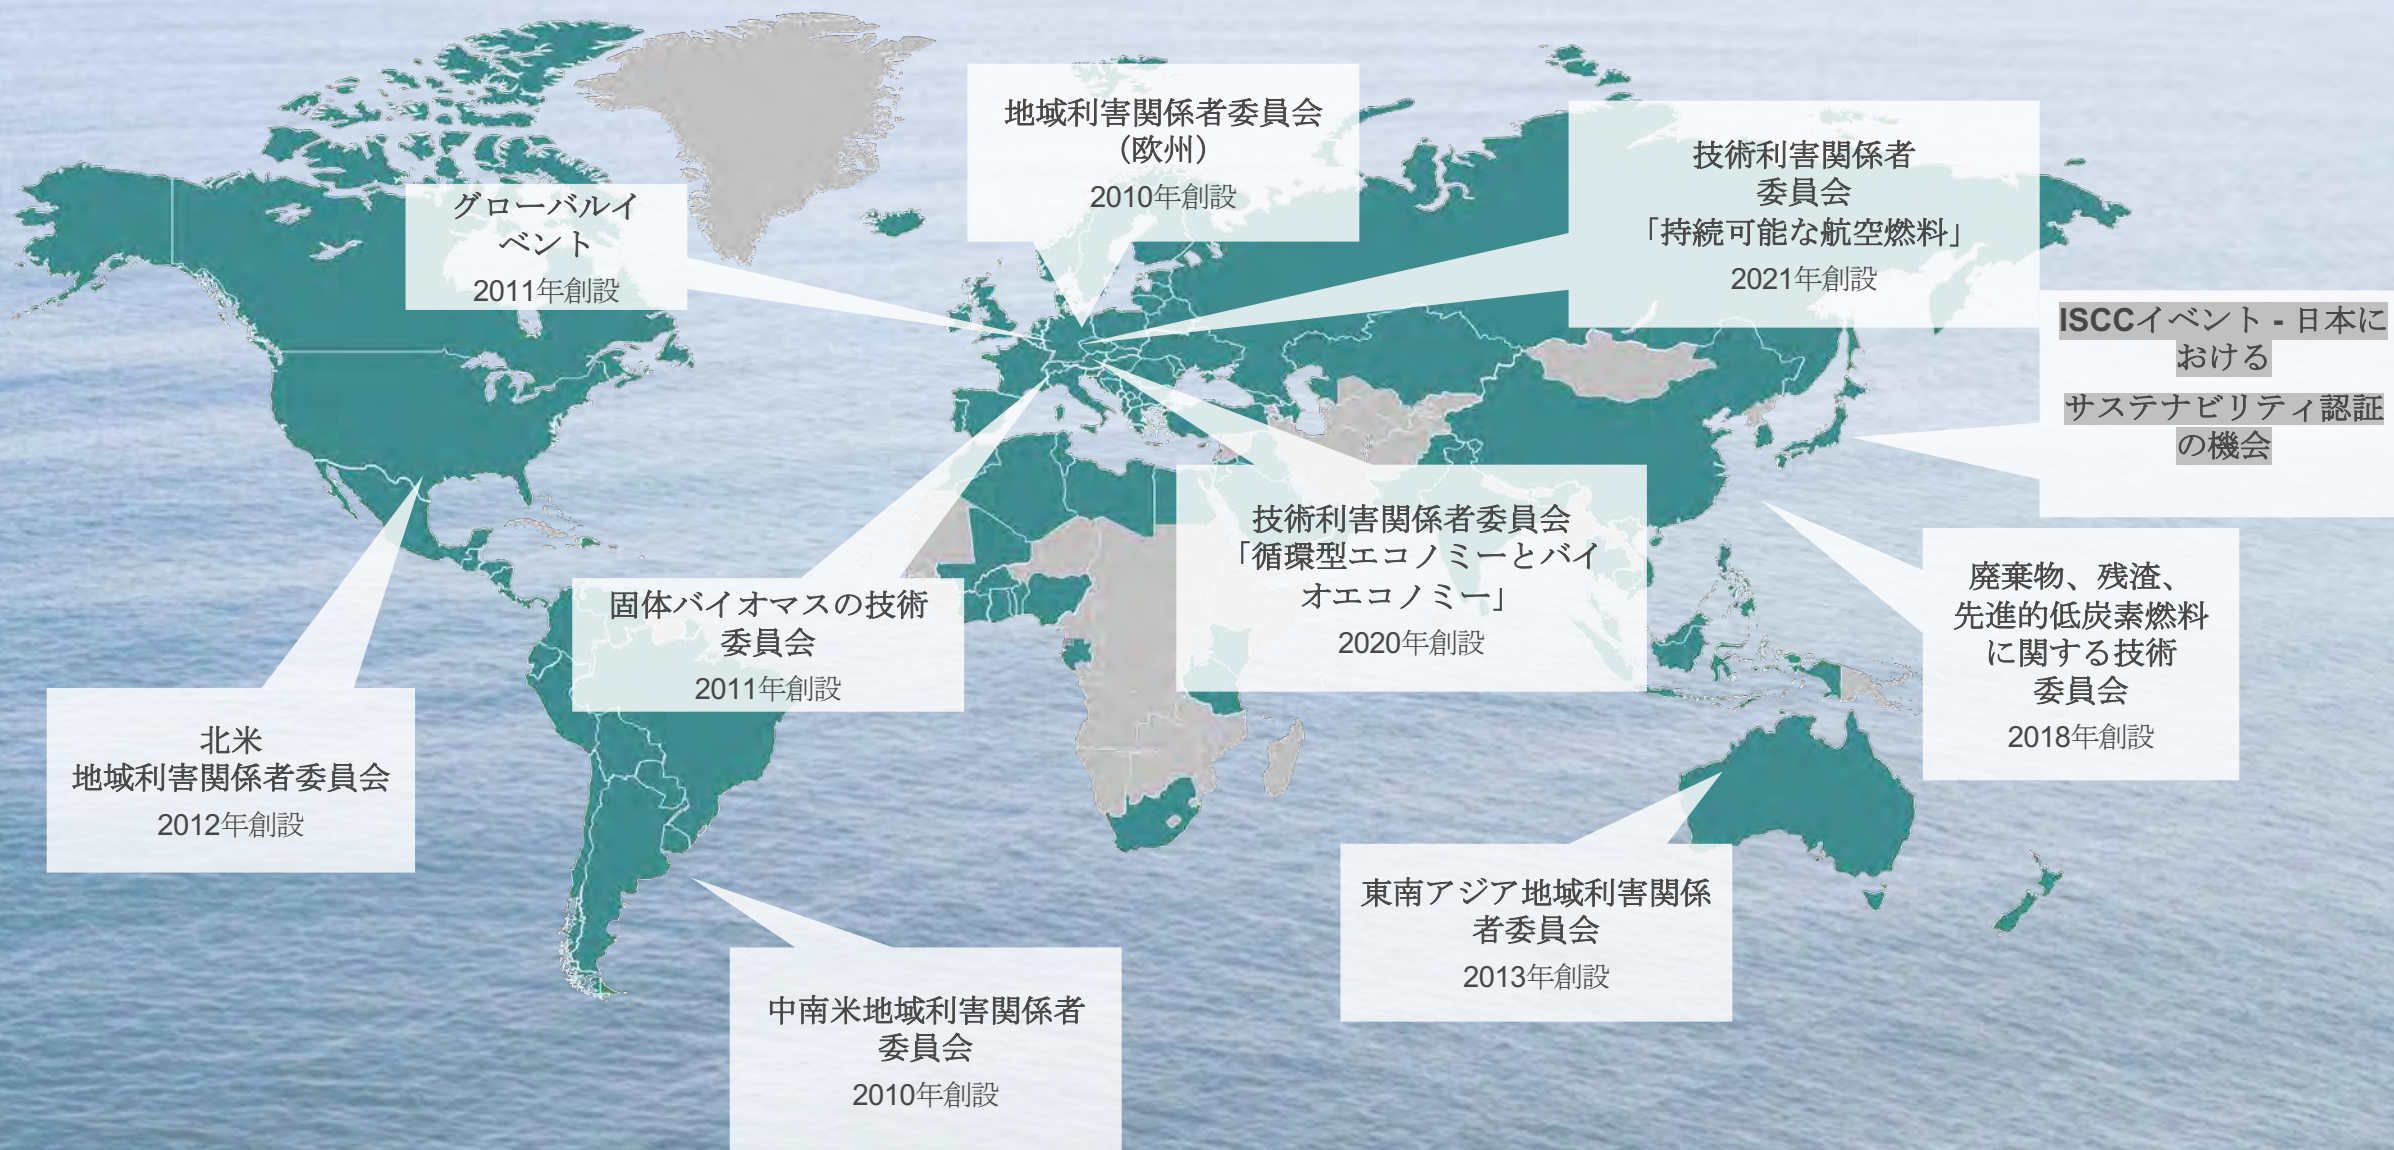 地域利害関係者委員会
（欧州）
2010年創設
技術利害関係者
委員会
「持続可能な航空燃料」
2021年創設
グローバルイ
ベント
2011年創設
ISCCイベント - 日本に
おける
サステナビリティ認証
の機会
技術利害関係者委員会
「循環型エコノミーとバイ
オエコノミー」
2020年創設
廃棄物、残渣、
先進的低炭素燃料
に関する技術
委員会
2018年創設
固体バイオマスの技術
委員会
2011年創設
北米
地域利害関係者委員会
2012年創設
東南アジア地域利害関係
者委員会
2013年創設
中南米地域利害関係者
委員会
2010年創設